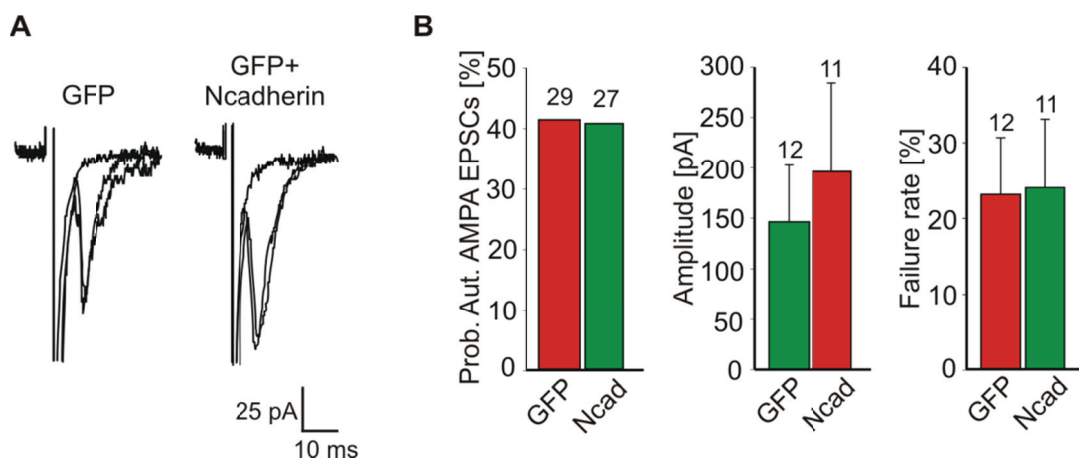 A
GFP
GFP+
Ncadherin
25 pA
10 ms
B
Prob. Aut. AMPA EPSCs [%]
50
40
30
20
10
0
29
27
GFP
Ncad
Amplitude [pA]
300
250
200
150
100
50
0
12
11
GFP
Ncad
Failure rate [%]
40
20
10
0
12
11
GFP
Ncad